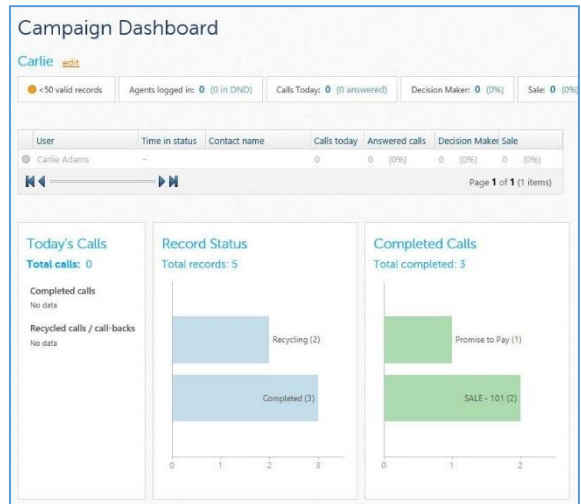 Campaign Dashboard
Carlie edit
<50 valid records
Agents logged in: 0 (0 in DND)
Calls Today: 0 (0 answered)
Decision Maker: 0 (0%)
Sale: 0 (0%)
User Time in status Contact name Calls today Answered calls Decision Maker Sale
Carlie Adams - 0 0 (0%) 0 (0%) 0 (0%)
Page 1 of 1 (1 items)
Today's Calls
Total calls: 0
Completed calls
No data
Recycled calls / call-backs
No data
Record Status
Total records: 5
Recycling (2)
Completed (3)
0 1 2 3
Completed Calls
Total completed: 3
Promise to Pay (1)
SALE - 101 (2)
0 1 2